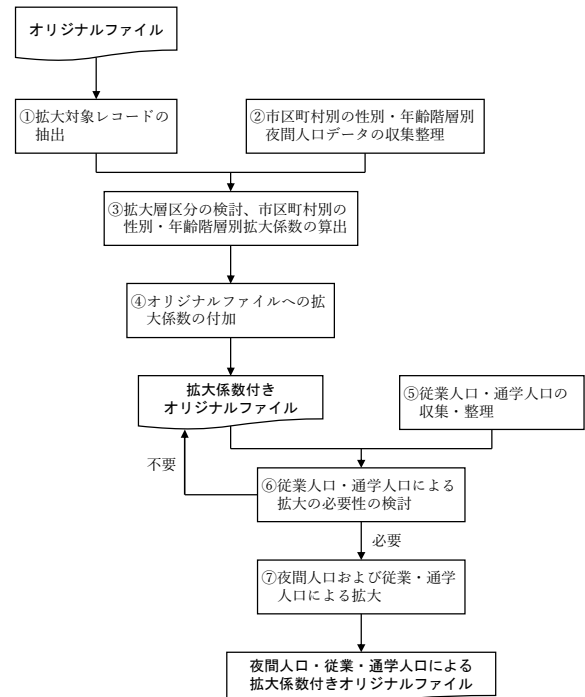 オリジナルファイル
①拡大対象レコードの
抽出
②市区町村別の性別・年齢階層別
夜間人口データの収集整理
③拡大層区分の検討、市区町村別の
性別・年齢階層別拡大係数の算出
④オリジナルファイルへの拡
大係数の付加
拡大係数付き
オリジナルファイル
⑤従業人口・通学人口の
収集・整理
不要
⑥従業人口・通学人口による
拡大の必要性の検討
必要
⑦夜間人口および従業・通学
人口による拡大
夜間人口・従業・通学人口による
拡大係数付きオリジナルファイル